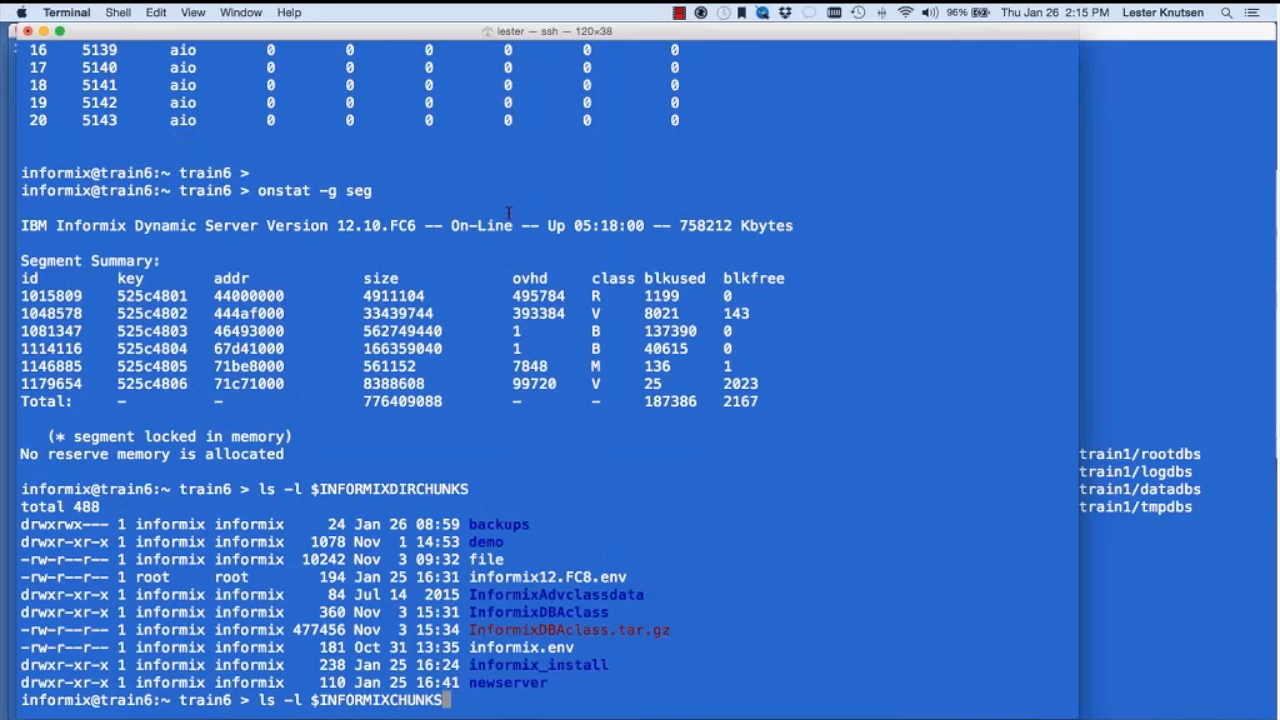 Terminal Shell Edit View Window Help 96% Thu Jan 26 2:15 PM Lester Knutsen
lester — ssh — 120×38
16 5139 aio 0 0 0 0 0 0
17 5140 aio 0 0 0 0 0 0
18 5141 aio 0 0 0 0 0 0
19 5142 aio 0 0 0 0 0 0
20 5143 aio 0 0 0 0 0 0
informix@train6:~ train6 >
informix@train6:~ train6 > onstat -g seg
IBM Informix Dynamic Server Version 12.10.FC6 -- On-Line -- Up 05:18:00 -- 758212 Kbytes
Segment Summary:
id key addr size ovhd class blkused blkfree
1015809 525c4801 44000000 4911104 495784 R 1199 0
1048578 525c4802 444af000 33439744 393384 V 8021 143
1081347 525c4803 46493000 562749440 1 B 137390 0
1114116 525c4804 67d41000 166359040 1 B 40615 0
1146885 525c4805 71be8000 561152 7848 M 136 1
1179654 525c4806 71c71000 8388608 99720 V 25 2023
Total: - - 776409088 - - 187386 2167
(* segment locked in memory)
No reserve memory is allocated
informix@train6:~ train6 > ls -l $INFORMIXDIRCHUNKS
total 488
drwxrwx--- 1 informix informix 24 Jan 26 08:59 backups
drwxr-xr-x 1 informix informix 1078 Nov 1 14:53 demo
-rw-r--r-- 1 informix informix 10242 Nov 3 09:32 file
-rw-r--r-- 1 root root 194 Jan 25 16:31 informix12.FC8.env
drwxr-xr-x 1 informix informix 84 Jul 14 2015 InformixAdvclassdata
drwxr-xr-x 1 informix informix 360 Nov 3 15:31 InformixDBAclass
-rw-r--r-- 1 informix informix 477456 Nov 3 15:34 InformixDBAclass.tar.gz
-rw-r--r-- 1 informix informix 181 Oct 31 13:35 informix.env
drwxr-xr-x 1 informix informix 238 Jan 25 16:24 informix_install
drwxr-xr-x 1 informix informix 110 Jan 25 16:41 newserver
informix@train6:~ train6 > ls -l $INFORMIXCHUNKS
train1/rootdbs
train1/logdbs
train1/datadbs
train1/tmpdbs